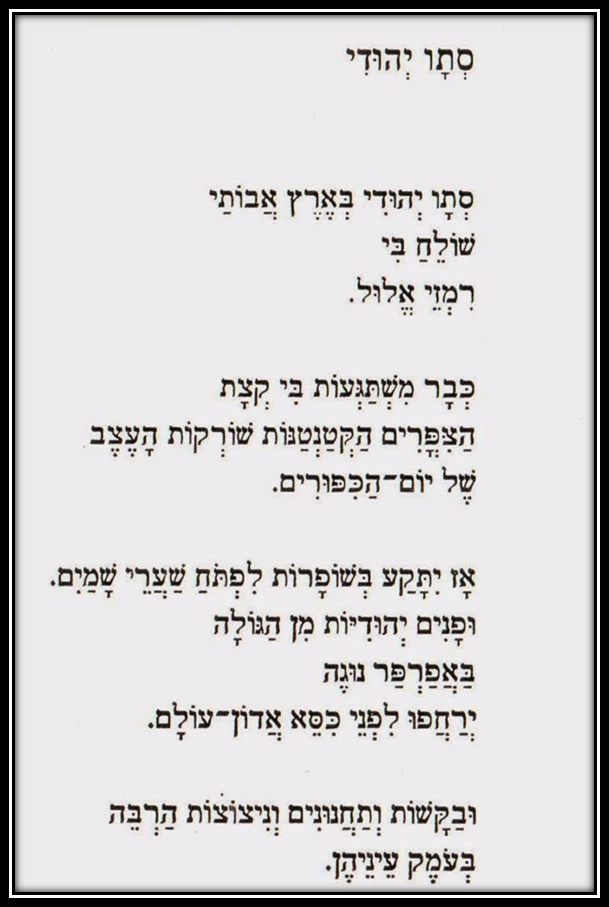 סְתָו יְהוּדִי
סְתָו יְהוּדִי בְּאֶרֶץ אֲבוֹתַי
שׁוֹלֵחַ בִּי
רִמְזֵי אֱלוּל.
כְּבָר מִשְׁתַּגְּעוֹת בִּי קְצָת
הַצִּפֳּרִים הַקְּטַנְטַנּוֹת שׁוֹרְקוֹת הָעֶצֶב
שֶׁל יוֹם־הַכִּפּוּרִים.
אָז יִתָּקַע בְּשׁוֹפָרוֹת לִפְתֹּחַ שַׁעֲרֵי שָׁמַיִם.
וּפָנִים יְהוּדִיּוֹת מִן הַגּוֹלָה
בַּאֲפַרְפַּר נוּגֶה
יְרַחֲפוּ לִפְנֵי כִּסֵּא אֲדוֹן־עוֹלָם.
וּבַקָּשׁוֹת וְתַחֲנוּנִים וְנִיצוֹצוֹת הַרְבֵּה
בְּעֹמֶק עֵינֵיהֶן.